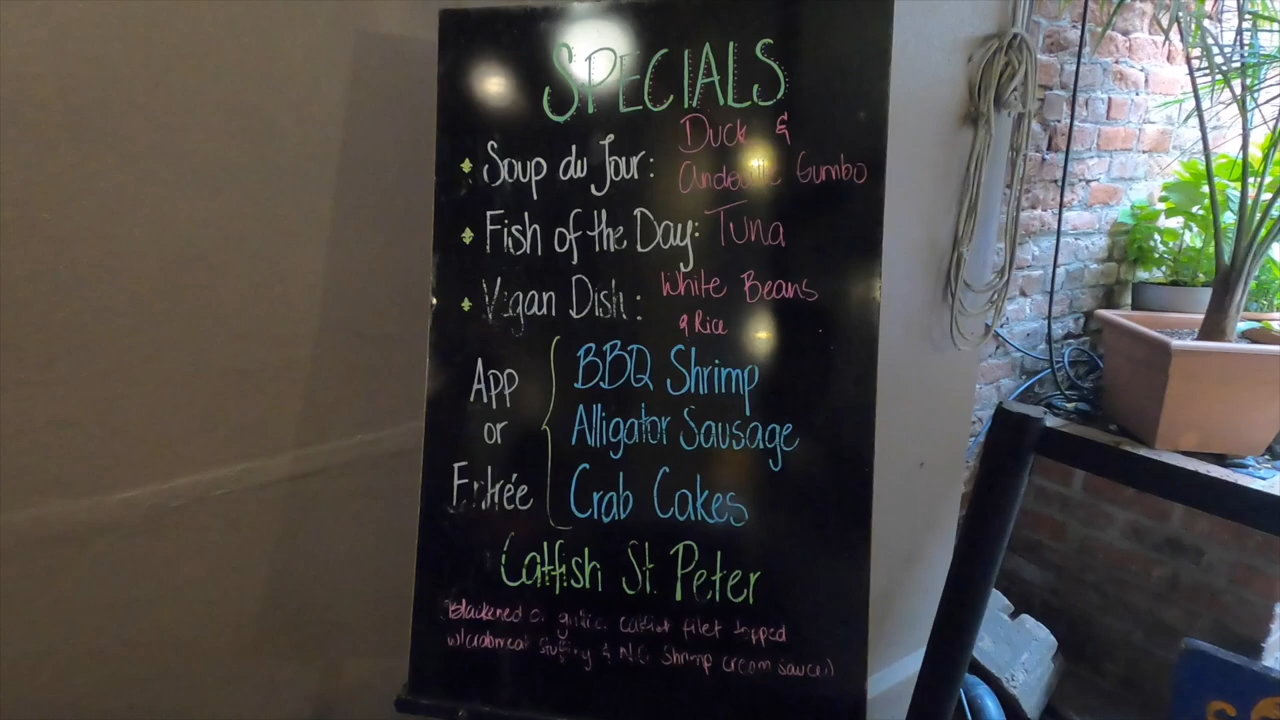 SPECIALS
Soup du Jour: Duck &
Andouille Gumbo
Fish of the Day: Tuna
Vegan Dish: White Beans
& Rice
App
or
Entrée
BBQ Shrimp
Alligator Sausage
Crab Cakes
Catfish St. Peter
Blackened or catfish filet topped
w/crabmeat stuffing & N.O. Shrimp cream sauce)